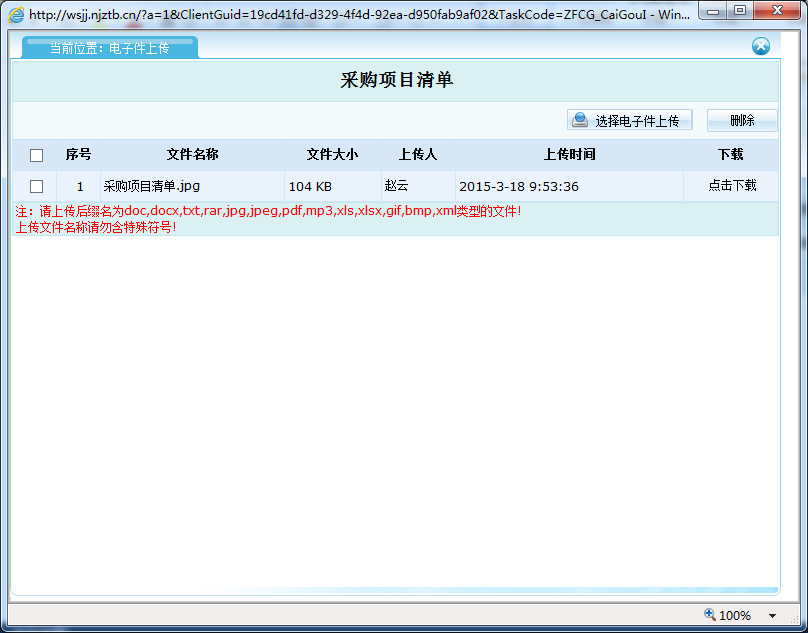 http://wsjj.njztb.cn/?a=1&ClientGuid=19cd41fd-d329-4f4d-92ea-d950fab9af02&TaskCode=ZFCG_CaiGouI - Win...
当前位置：电子件上传
采购项目清单
选择电子件上传 删除
序号 文件名称 文件大小 上传人 上传时间 下载
1 采购项目清单.jpg 104 KB 赵云 2015-3-18 9:53:36 点击下载
注：请上传后缀名为doc,docx,txt,rar,jpg,jpeg,pdf,mp3,xls,xlsx,gif,bmp,xml类型的文件!
上传文件名称请勿含特殊符号!
100%